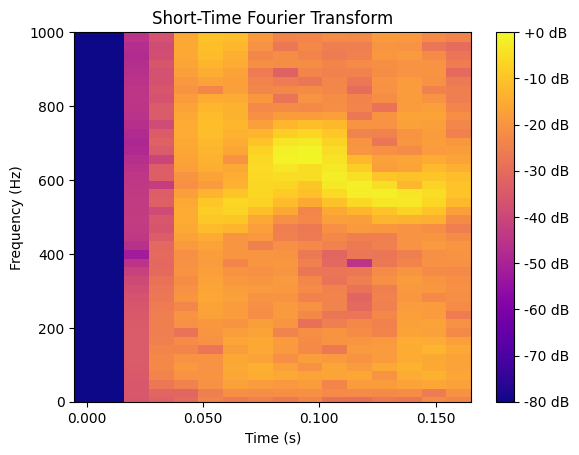 Short-Time Fourier Transform
1000
800
600
400
200
0
Frequency (Hz)
0.000
0.050
0.100
0.150
Time (s)
+0 dB
-10 dB
-20 dB
-30 dB
-40 dB
-50 dB
-60 dB
-70 dB
-80 dB